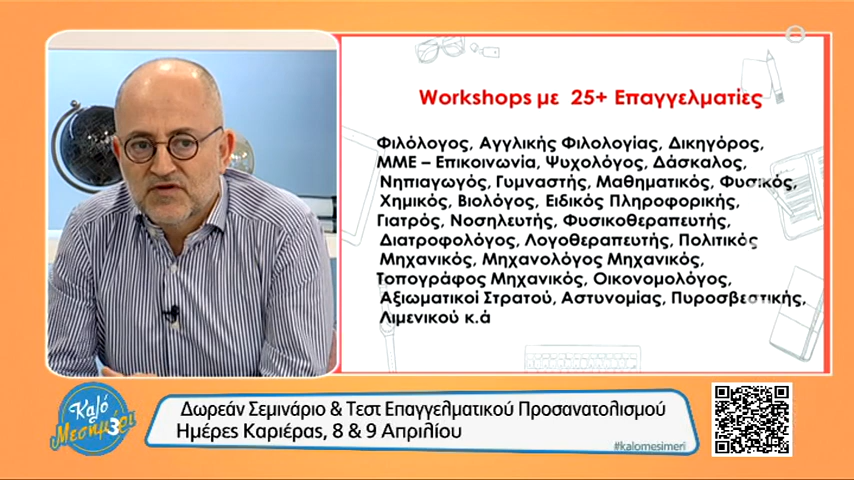 Workshops με 25+ Επαγγελματίες
Φιλόλογος, Αγγλικής Φιλολογίας, Δικηγόρος,
ΜΜΕ – Επικοινωνία, Ψυχολόγος, Δάσκαλος,
Νηπιαγωγός, Γυμναστής, Μαθηματικός, Φυσικός,
Χημικός, Βιολόγος, Ειδικός Πληροφορικής,
Γιατρός, Νοσηλευτής, Φυσικοθεραπευτής,
Διατροφολόγος, Λογοθεραπευτής, Πολιτικός
Μηχανικός, Μηχανολόγος Μηχανικός,
Τοπογράφος Μηχανικός, Οικονομολόγος,
Αξιωματικοί Στρατού, Αστυνομίας, Πυροσβεστικής,
Λιμενικού κ.ά
Καλό
Μεσημ3ρι
Δωρεάν Σεμινάριο & Τεστ Επαγγελματικού Προσανατολισμού
Ημέρες Καριέρας, 8 & 9 Απριλίου
#kalomesimeri